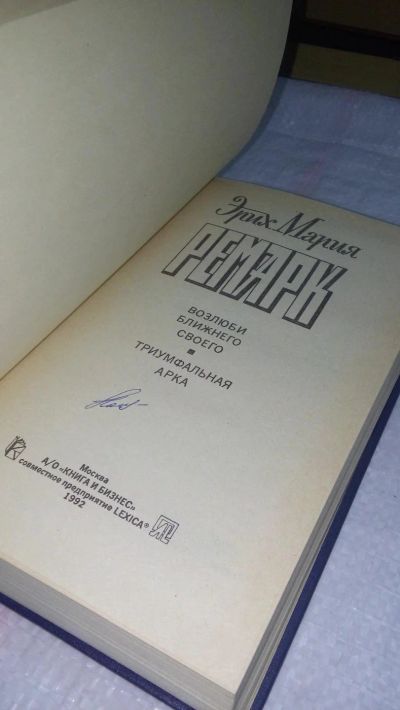 Эрих Мария
РЕМАРК
ВОЗЛЮБИ
БЛИЖНЕГО
СВОЕГО
ТРИУМФАЛЬНАЯ
АРКА
Москва
А/О «КНИГА И БИЗНЕС»
совместное предприятие LEXICA®
1992